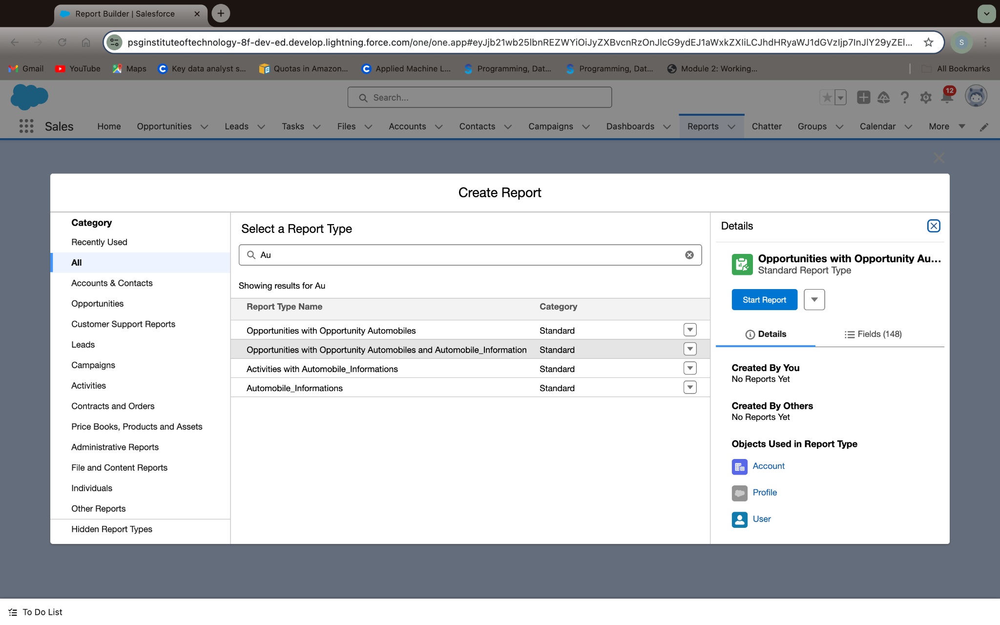 Report Builder | Salesforce
psginstituteoftechnology-8f-dev-ed.develop.lightning.force.com/one/one.app#eyJjb21wb25lbnREZWYiOiJyZXBvcnRzOnJlcG9ydEJ1aWxkZXIiLCJhdHRyaWJ1dGVzIjp7InJlY29yZEl...
S
Gmail YouTube Maps Key data analyst s... Quotas in Amazon... Applied Machine L... Programming, Dat... Programming, Dat... Module 2: Working... All Bookmarks
Search...
12
Sales Home Opportunities Leads Tasks Files Accounts Contacts Campaigns Dashboards Reports Chatter Groups Calendar More
Create Report
Category
Recently Used
All
Accounts & Contacts
Opportunities
Customer Support Reports
Leads
Campaigns
Activities
Contracts and Orders
Price Books, Products and Assets
Administrative Reports
File and Content Reports
Individuals
Other Reports
Hidden Report Types
Select a Report Type
Au
Showing results for Au
Report Type Name Category
Opportunities with Opportunity Automobiles Standard
Opportunities with Opportunity Automobiles and Automobile_Information Standard
Activities with Automobile_Informations Standard
Automobile_Informations Standard
Details
Opportunities with Opportunity Au...
Standard Report Type
Start Report
Details Fields (148)
Created By You
No Reports Yet
Created By Others
No Reports Yet
Objects Used in Report Type
Account
Profile
User
To Do List